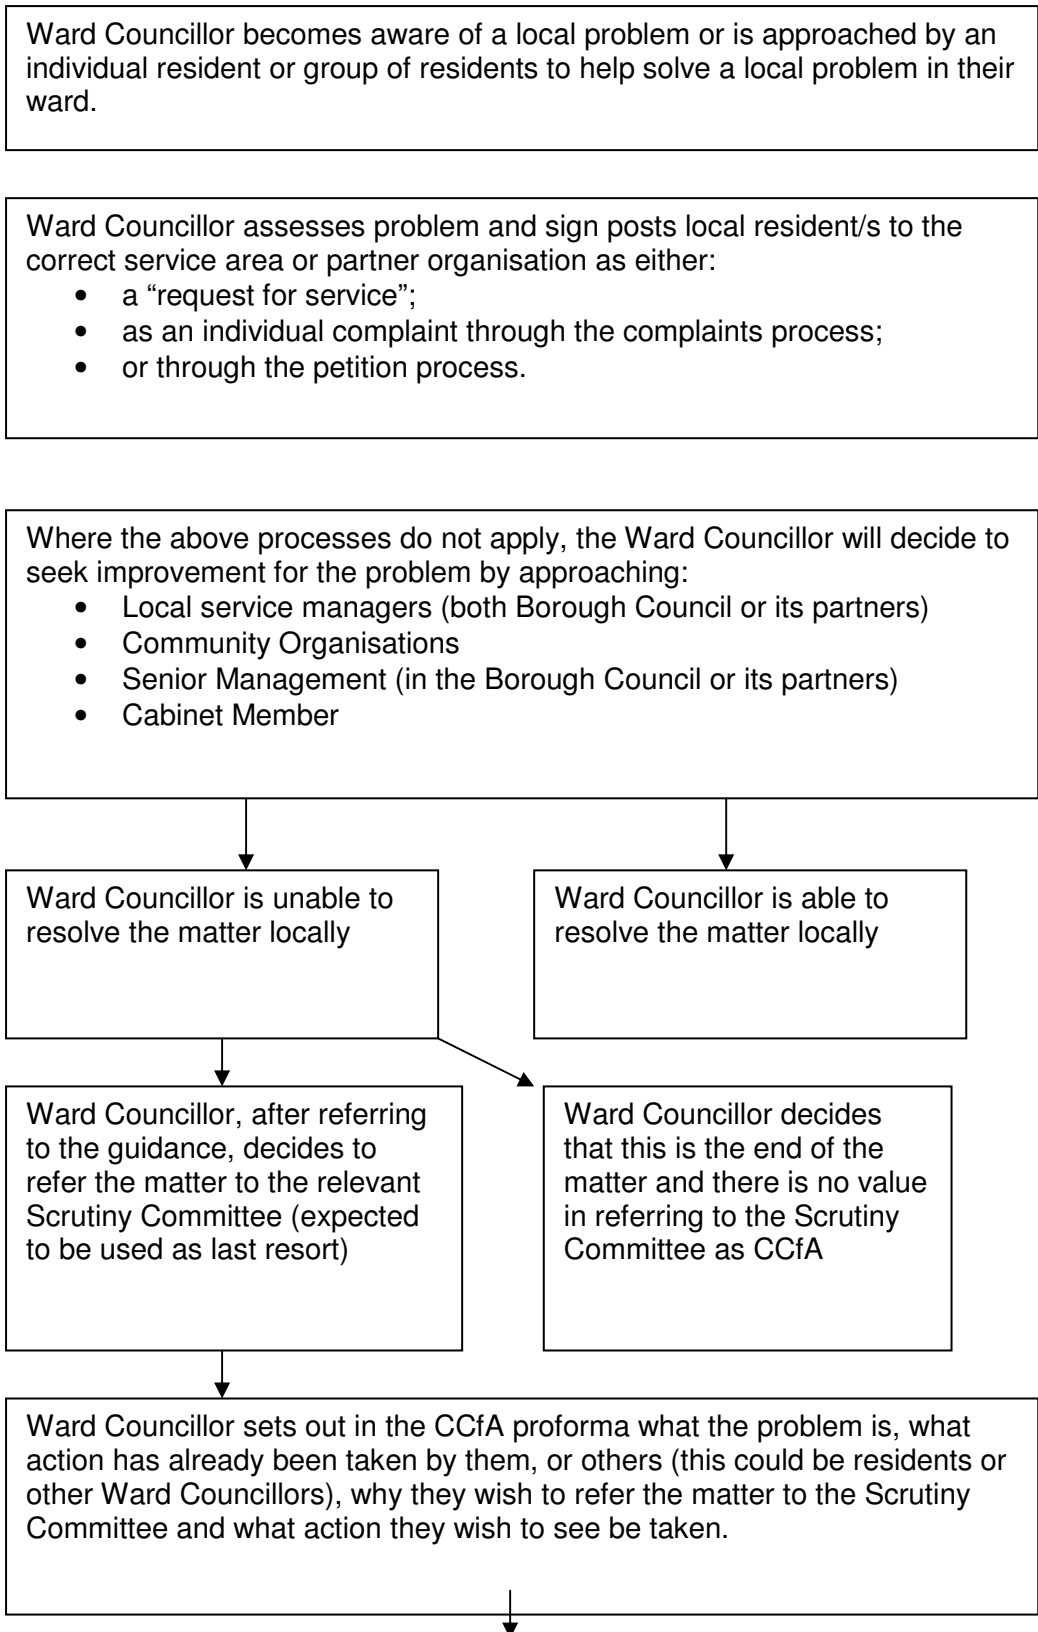 Ward Councillor becomes aware of a local problem or is approached by an
individual resident or group of residents to help solve a local problem in their
ward.
Ward Councillor assesses problem and sign posts local resident/s to the
correct service area or partner organisation as either:
• a “request for service”;
• as an individual complaint through the complaints process;
• or through the petition process.
Where the above processes do not apply, the Ward Councillor will decide to
seek improvement for the problem by approaching:
• Local service managers (both Borough Council or its partners)
• Community Organisations
• Senior Management (in the Borough Council or its partners)
• Cabinet Member
Ward Councillor is unable to
resolve the matter locally
Ward Councillor is able to
resolve the matter locally
Ward Councillor, after referring
to the guidance, decides to
refer the matter to the relevant
Scrutiny Committee (expected
to be used as last resort)
Ward Councillor decides
that this is the end of the
matter and there is no value
in referring to the Scrutiny
Committee as CCfA
Ward Councillor sets out in the CCfA proforma what the problem is, what
action has already been taken by them, or others (this could be residents or
other Ward Councillors), why they wish to refer the matter to the Scrutiny
Committee and what action they wish to see be taken.